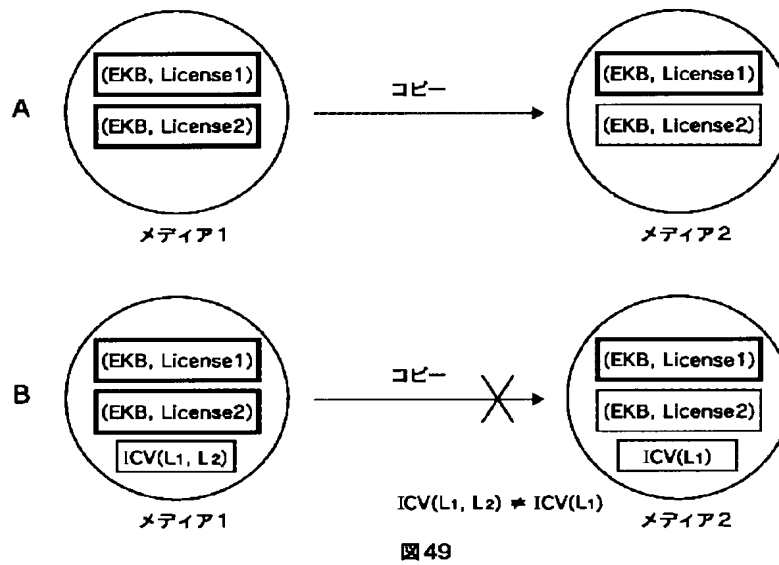 (EKB, License1)
(EKB, License2)
A
メディア1
コピー
(EKB, License1)
(EKB, License2)
メディア2
(EKB, License1)
(EKB, License2)
ICV(L1, L2)
B
メディア1
コピー
(EKB, License1)
(EKB, License2)
ICV(L1)
メディア2
ICV(L1, L2) ≠ ICV(L1)
図49